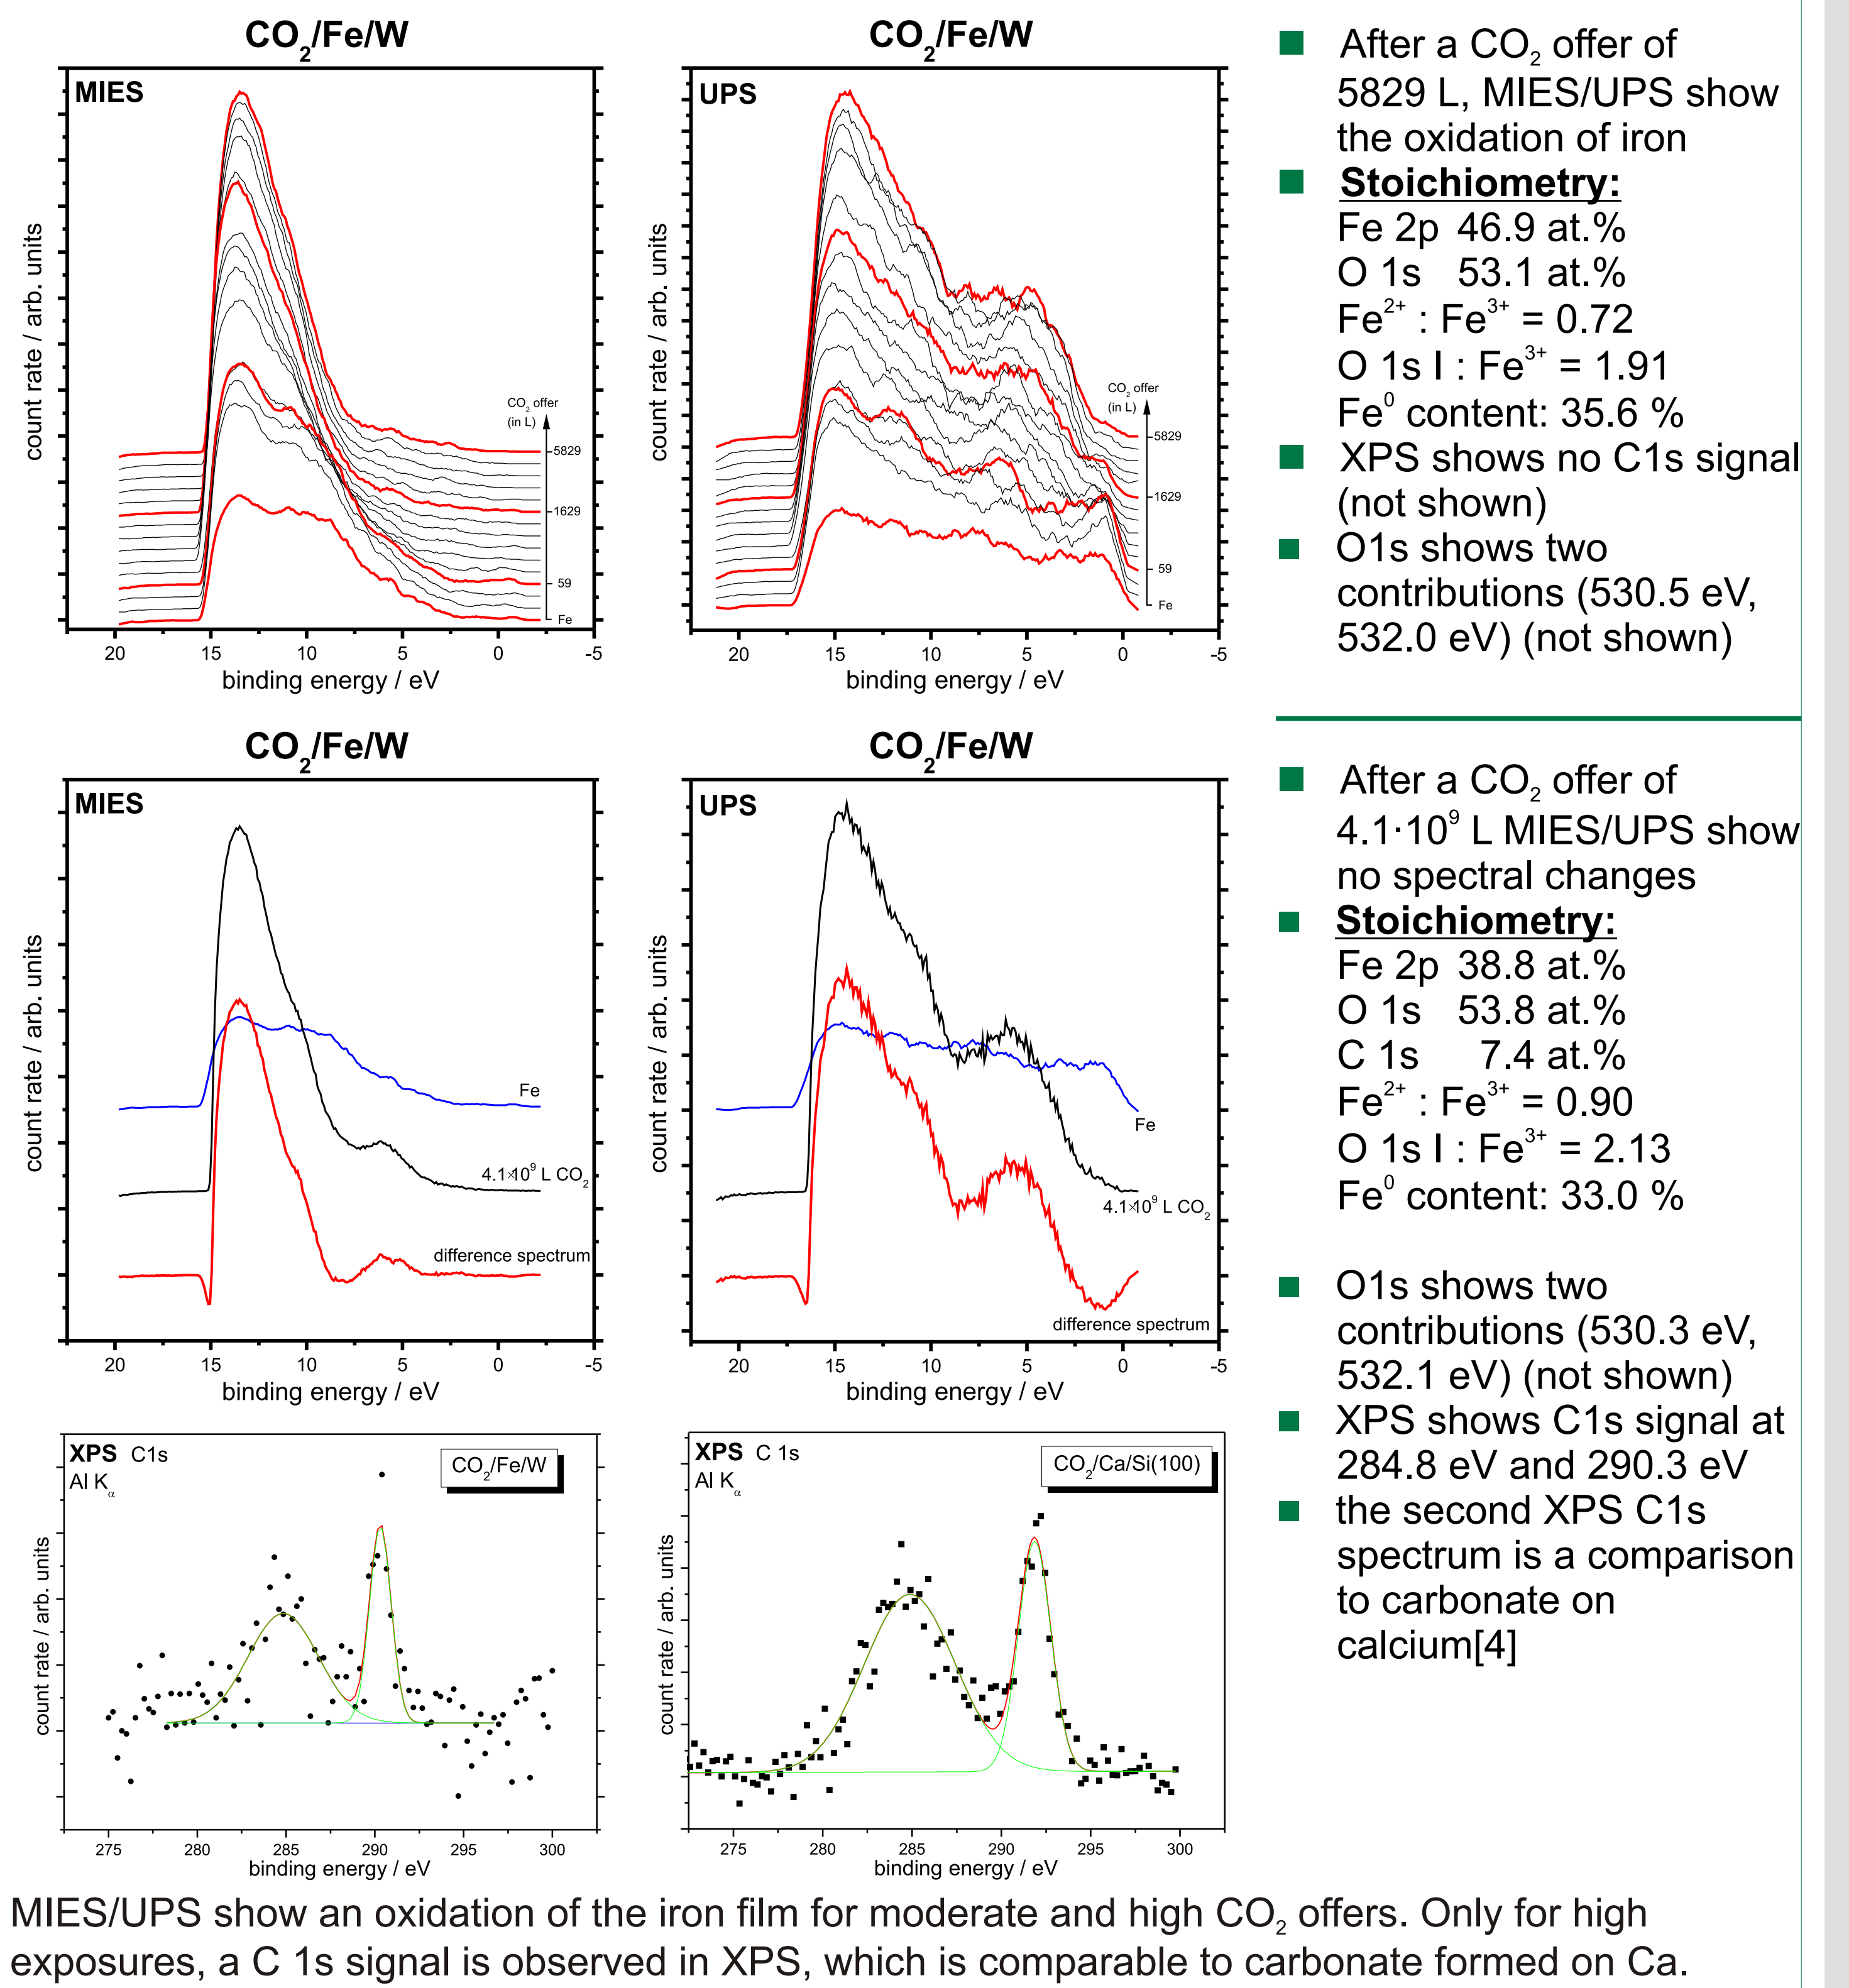 CO₂/Fe/W
MIES
count rate / arb. units
CO₂ offer
(in L)
5829
1629
59
Fe
20 15 10 5 0 -5
binding energy / eV
CO₂/Fe/W
UPS
count rate / arb. units
CO₂ offer
(in L)
5829
1629
59
Fe
20 15 10 5 0 -5
binding energy / eV
After a CO₂ offer of
5829 L, MIES/UPS show
the oxidation of iron
Stoichiometry:
Fe 2p 46.9 at.%
O 1s 53.1 at.%
Fe²⁺ : Fe³⁺ = 0.72
O 1s I : Fe³⁺ = 1.91
Fe⁰ content: 35.6 %
XPS shows no C1s signal
(not shown)
O1s shows two
contributions (530.5 eV,
532.0 eV) (not shown)
CO₂/Fe/W
MIES
count rate / arb. units
Fe
4.1×10⁹ L CO₂
difference spectrum
20 15 10 5 0 -5
binding energy / eV
CO₂/Fe/W
UPS
count rate / arb. units
Fe
4.1×10⁹ L CO₂
difference spectrum
20 15 10 5 0 -5
binding energy / eV
After a CO₂ offer of
4.1·10⁹ L MIES/UPS show
no spectral changes
Stoichiometry:
Fe 2p 38.8 at.%
O 1s 53.8 at.%
C 1s 7.4 at.%
Fe²⁺ : Fe³⁺ = 0.90
O 1s I : Fe³⁺ = 2.13
Fe⁰ content: 33.0 %
O1s shows two
contributions (530.3 eV,
532.1 eV) (not shown)
XPS shows C1s signal at
284.8 eV and 290.3 eV
the second XPS C1s
spectrum is a comparison
to carbonate on
calcium[4]
XPS C1s
Al Kα
CO₂/Fe/W
count rate / arb. units
275 280 285 290 295 300
binding energy / eV
XPS C 1s
Al Kα
CO₂/Ca/Si(100)
count rate / arb. units
275 280 285 290 295 300
binding energy / eV
MIES/UPS show an oxidation of the iron film for moderate and high CO₂ offers. Only for high
exposures, a C 1s signal is observed in XPS, which is comparable to carbonate formed on Ca.